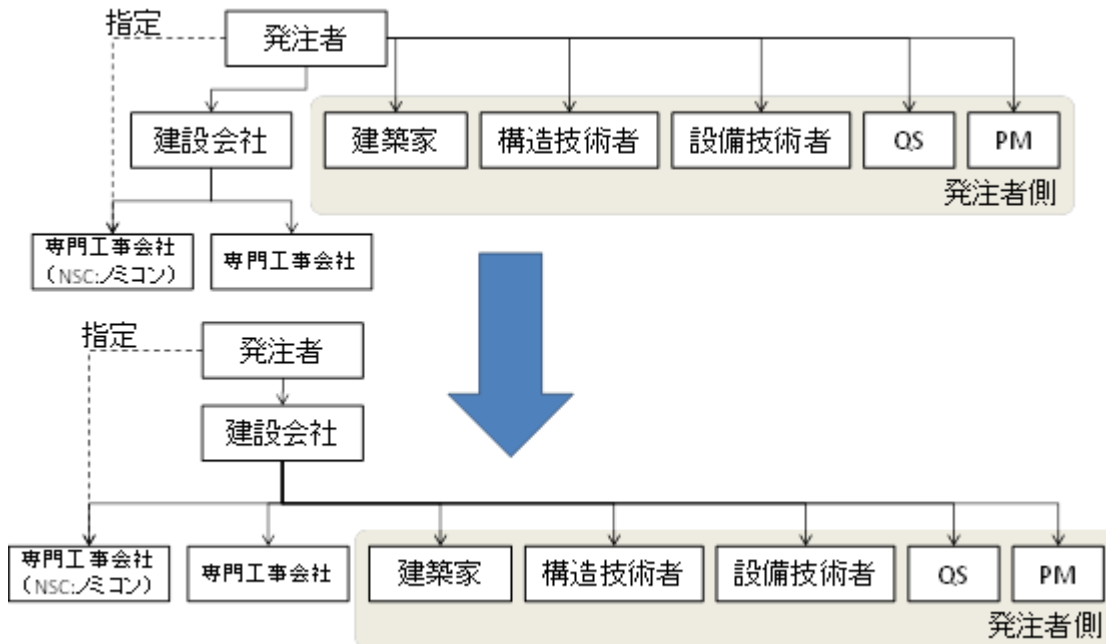 指定
発注者
建設会社
建築家
構造技術者
設備技術者
QS
PM
発注者側
専門工事会社
（NSC:ノミコン）
専門工事会社
指定
発注者
建設会社
専門工事会社
（NSC:ノミコン）
専門工事会社
建築家
構造技術者
設備技術者
QS
PM
発注者側